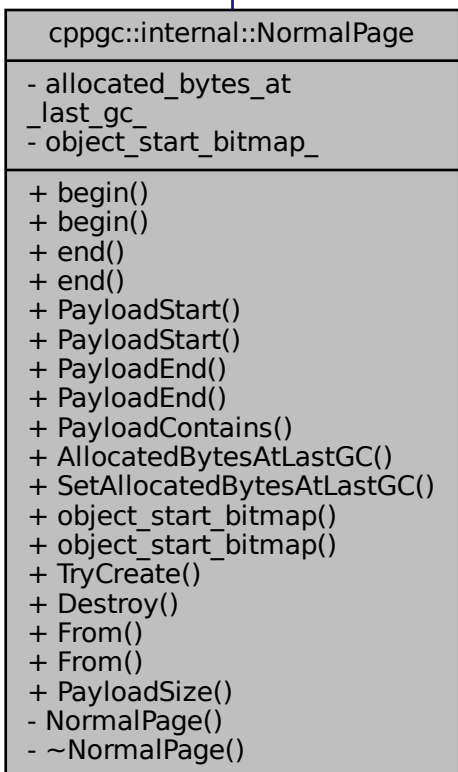 cppgc::internal::NormalPage
- allocated_bytes_at
_last_gc_
- object_start_bitmap_
+ begin()
+ begin()
+ end()
+ end()
+ PayloadStart()
+ PayloadStart()
+ PayloadEnd()
+ PayloadEnd()
+ PayloadContains()
+ AllocatedBytesAtLastGC()
+ SetAllocatedBytesAtLastGC()
+ object_start_bitmap()
+ object_start_bitmap()
+ TryCreate()
+ Destroy()
+ From()
+ From()
+ PayloadSize()
- NormalPage()
- ~NormalPage()